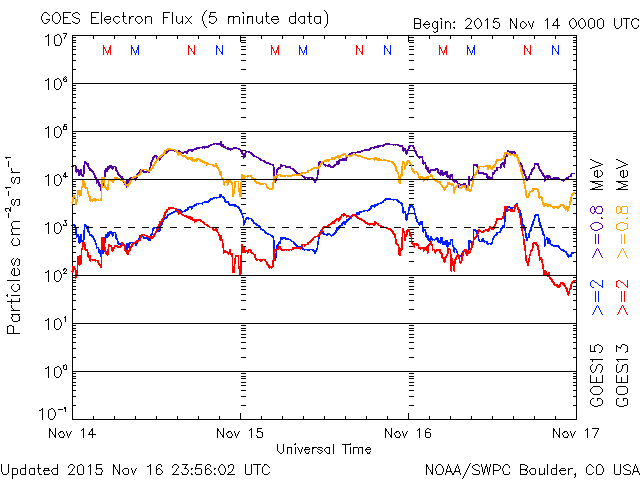 GOES Electron Flux (5 minute data)
Begin: 2015 Nov 14 0000 UTC
10⁷
10⁶
10⁵
10⁴
10³
10²
10¹
10⁰
10⁻¹
Particles cm⁻²s⁻¹sr⁻¹
M M N N M M N N M M N N
Nov 14 Nov 15 Nov 16 Nov 17
Universal Time
GOES15 >=2 >=0.8 MeV
GOES13 >=2 >=0.8 MeV
Updated 2015 Nov 16 23:56:02 UTC
NOAA/SWPC Boulder, CO USA